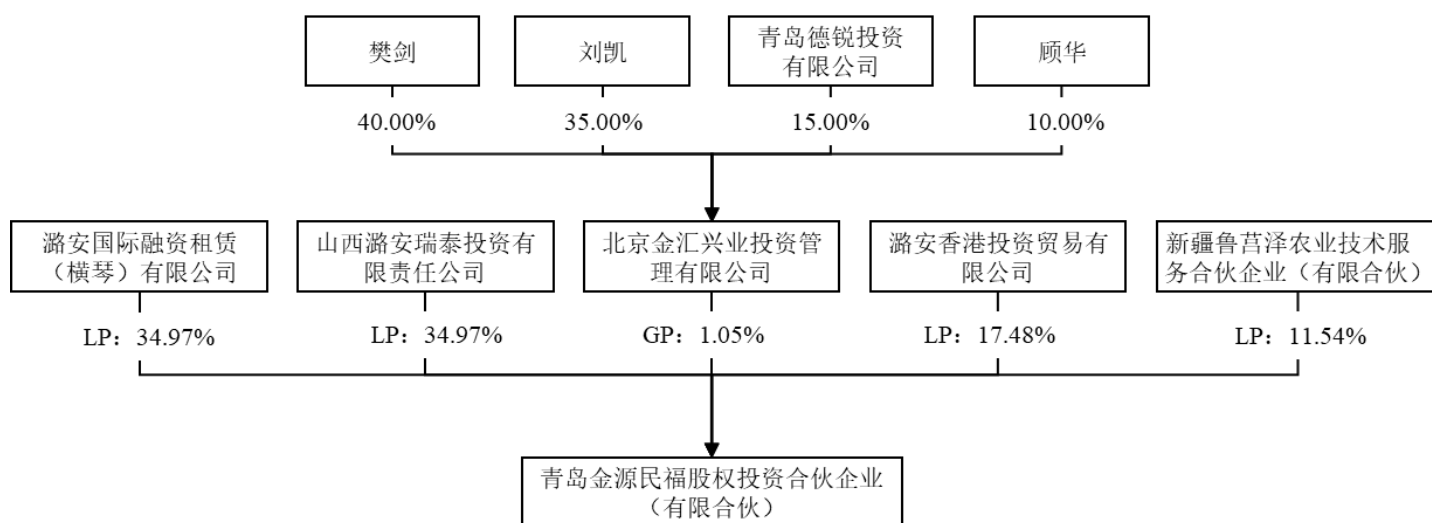 樊剑
刘凯
青岛德锐投资
有限公司
顾华
40.00%
35.00%
15.00%
10.00%
潞安国际融资租赁
（横琴）有限公司
山西潞安瑞泰投资有
限责任公司
北京金汇兴业投资管
理有限公司
潞安香港投资贸易有
限公司
新疆鲁莒泽农业技术服
务合伙企业（有限合伙）
LP：34.97%
LP：34.97%
GP：1.05%
LP：17.48%
LP：11.54%
青岛金源民福股权投资合伙企业
（有限合伙）